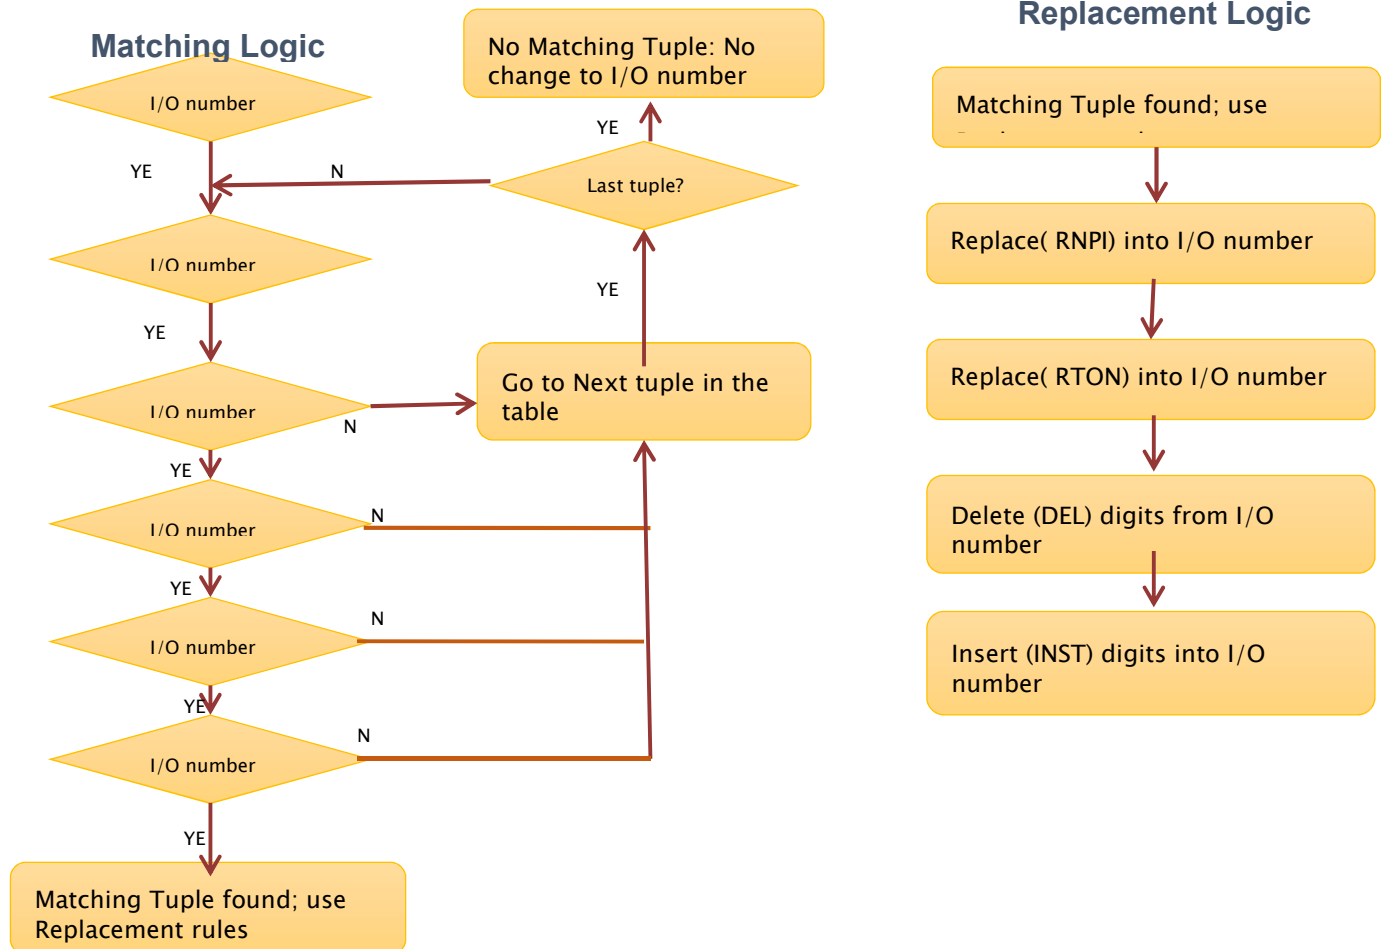 Matching Logic
I/O number
YE
I/O number
YE
I/O number
N
YE
I/O number
N
YE
I/O number
N
YE
I/O number
N
YE
Matching Tuple found; use
Replacement rules
No Matching Tuple: No
change to I/O number
YE
Last tuple?
N
YE
Go to Next tuple in the
table
Replacement Logic
Matching Tuple found; use
Replace( RNPI) into I/O number
Replace( RTON) into I/O number
Delete (DEL) digits from I/O
number
Insert (INST) digits into I/O
number